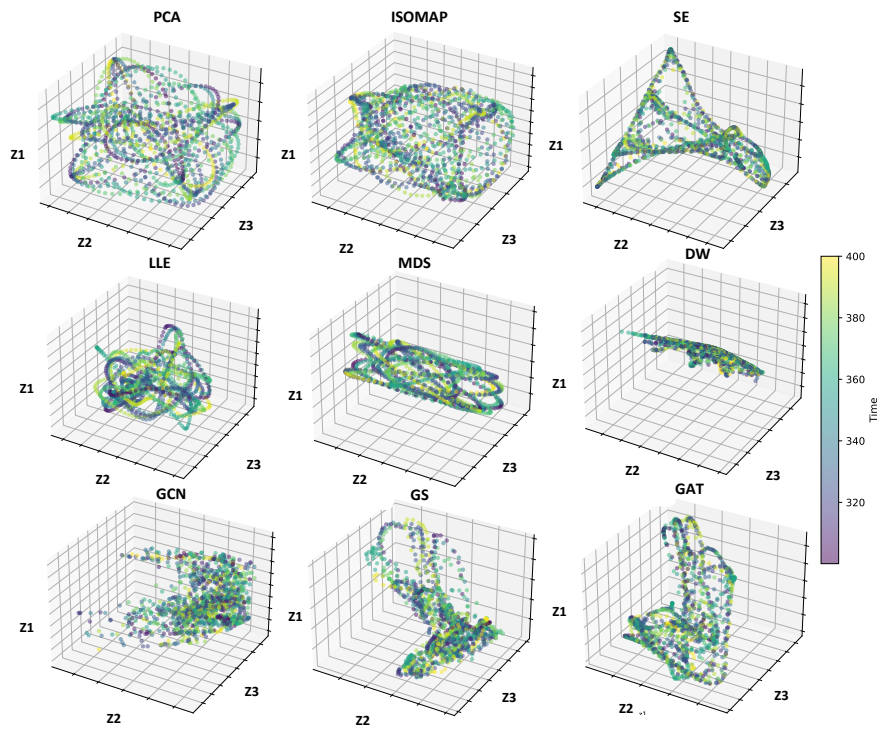 PCA
ISOMAP
SE
Z1
Z2
Z3
Z1
Z2
Z3
Z1
Z2
Z3
LLE
MDS
DW
Z1
Z2
Z3
Z1
Z2
Z3
Z1
Z2
Z3
400
380
360
340
320
Time
GCN
GS
GAT
Z1
Z2
Z3
Z1
Z2
Z3
Z1
Z2
Z3